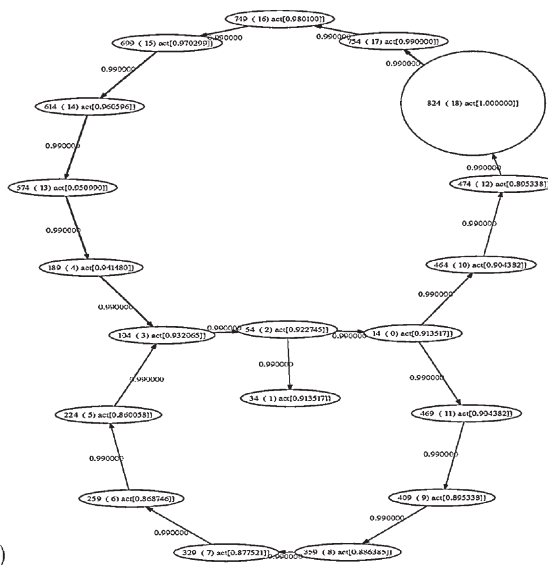 749 ( 16) act[0.980100]]
699 ( 15) act[0.970299]]
0.990000
754 ( 17) act[0.990000]]
0.990000
0.990000
824 ( 18) act[1.000000]]
614 ( 14) act[0.960596]]
0.990000
0.990000
574 ( 13) act[0.950990]]
474 ( 12) act[0.895338]]
0.990000
0.990000
189 ( 4) act[0.941480]]
464 ( 10) act[0.904382]]
0.990000
0.990000
104 ( 3) act[0.932065]]
0.990000
54 ( 2) act[0.922745]]
0.990000
14 ( 0) act[0.913517]]
0.990000
0.990000
0.990000
34 ( 1) act[0.913517]]
224 ( 5) act[0.860058]]
469 ( 11) act[0.904382]]
0.990000
0.990000
259 ( 6) act[0.868746]]
409 ( 9) act[0.895338]]
0.990000
0.990000
329 ( 7) act[0.877521]]
0.990000
359 ( 8) act[0.886385]]
)